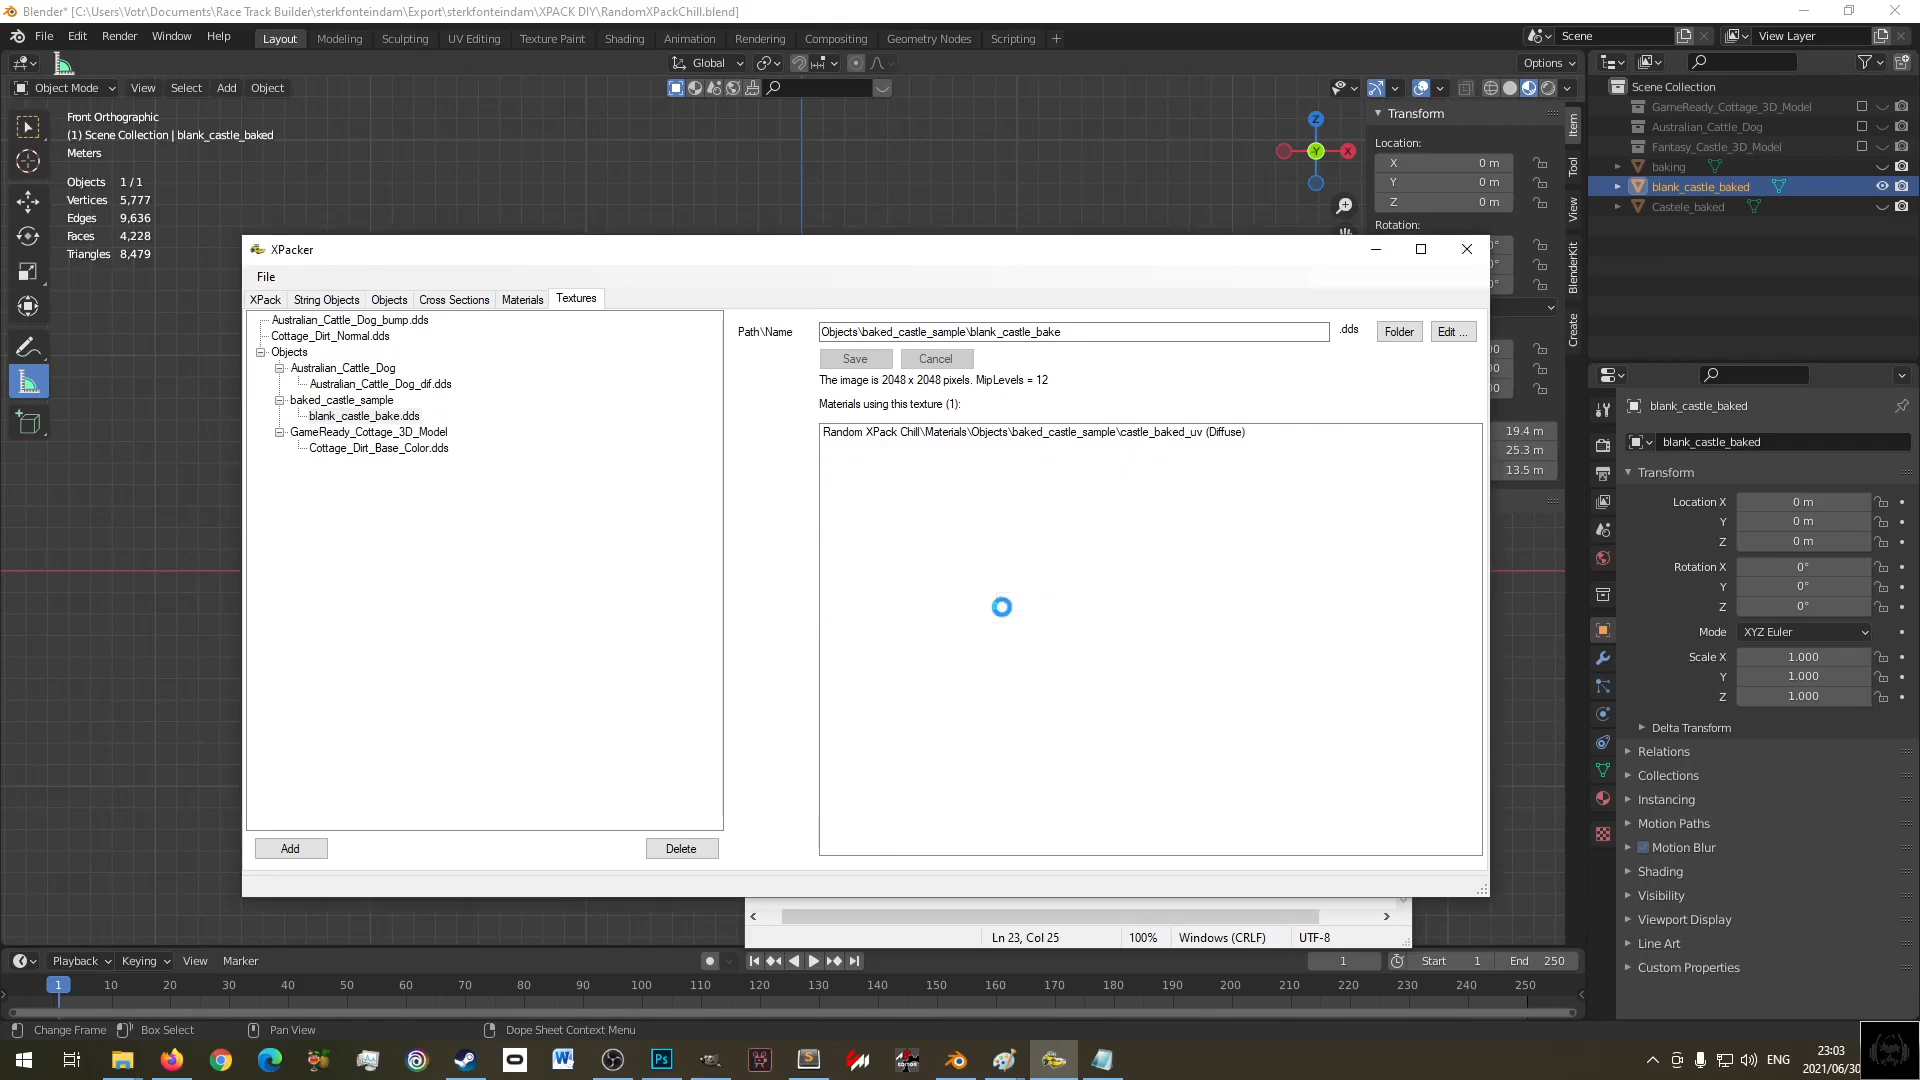 Blender* [C:\Users\Votr\Documents\Race Track Builder\sterkfonteindam\Export\sterkfonteindam\XPACK DIY\RandomXPackChill.blend]
File Edit Render Window Help Layout Modeling Sculpting UV Editing Texture Paint Shading Animation Rendering Compositing Geometry Nodes Scripting + Scene View Layer
Global Options
Object Mode View Select Add Object
Scene Collection
GameReady_Cottage_3D_Model
Australian_Cattle_Dog
Fantasy_Castle_3D_Model
baking
blank_castle_baked
Castele_baked
Front Orthographic
(1) Scene Collection | blank_castle_baked
Meters
Objects 1 / 1
Vertices 5,777
Edges 9,636
Faces 4,228
Triangles 8,479
Z
Y
X
Transform
Location:
X 0 m
Y 0 m
Z 0 m
Rotation:
Item
Tool
View
BlenderKit
Create
19.4 m
25.3 m
13.5 m
XPacker
File
XPack String Objects Objects Cross Sections Materials Textures
Australian_Cattle_Dog_bump.dds
Cottage_Dirt_Normal.dds
Objects
Australian_Cattle_Dog
Australian_Cattle_Dog_dif.dds
baked_castle_sample
blank_castle_bake.dds
GameReady_Cottage_3D_Model
Cottage_Dirt_Base_Color.dds
Path\Name Objects\baked_castle_sample\blank_castle_bake .dds Folder Edit ...
Save Cancel
The image is 2048 x 2048 pixels. MipLevels = 12
Materials using this texture (1):
Random XPack Chill\Materials\Objects\baked_castle_sample\castle_baked_uv (Diffuse)
Add Delete
Ln 23, Col 25 100% Windows (CRLF) UTF-8
blank_castle_baked
blank_castle_baked
Transform
Location X 0 m
Y 0 m
Z 0 m
Rotation X 0°
Y 0°
Z 0°
Mode XYZ Euler
Scale X 1.000
Y 1.000
Z 1.000
Delta Transform
Relations
Collections
Instancing
Motion Paths
Motion Blur
Shading
Visibility
Viewport Display
Line Art
Custom Properties
Playback Keying View Marker 1 Start 1 End 250
1 10 20 30 40 50 60 70 80 90 100 110 120 130 140 150 160 170 180 190 200 210 220 230 240 250
Change Frame Box Select Pan View Dope Sheet Context Menu
ENG 23:03
2021/06/30